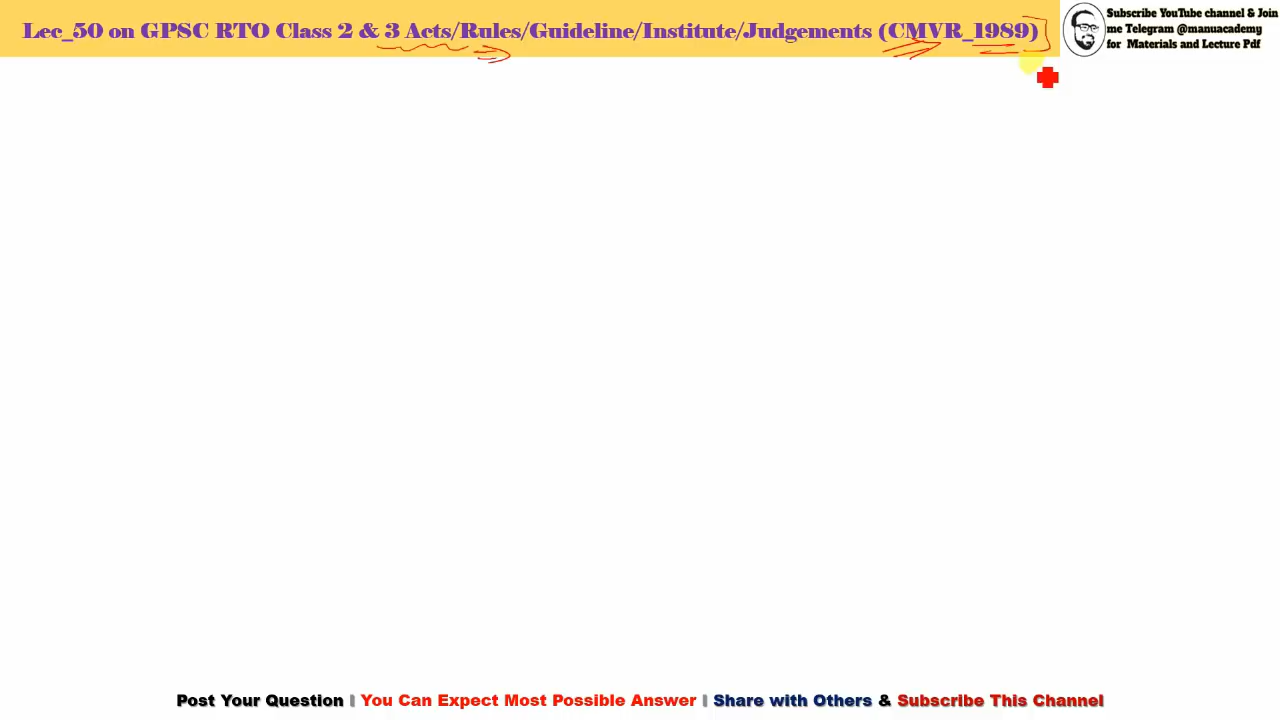 Lec_50 on GPSC RTO Class 2 & 3 Acts/Rules/Guideline/Institute/Judgements (CMVR_1989)
Subscribe YouTube channel & Join
me Telegram @manuacademy
for Materials and Lecture Pdf
Post Your Question | You Can Expect Most Possible Answer | Share with Others & Subscribe This Channel